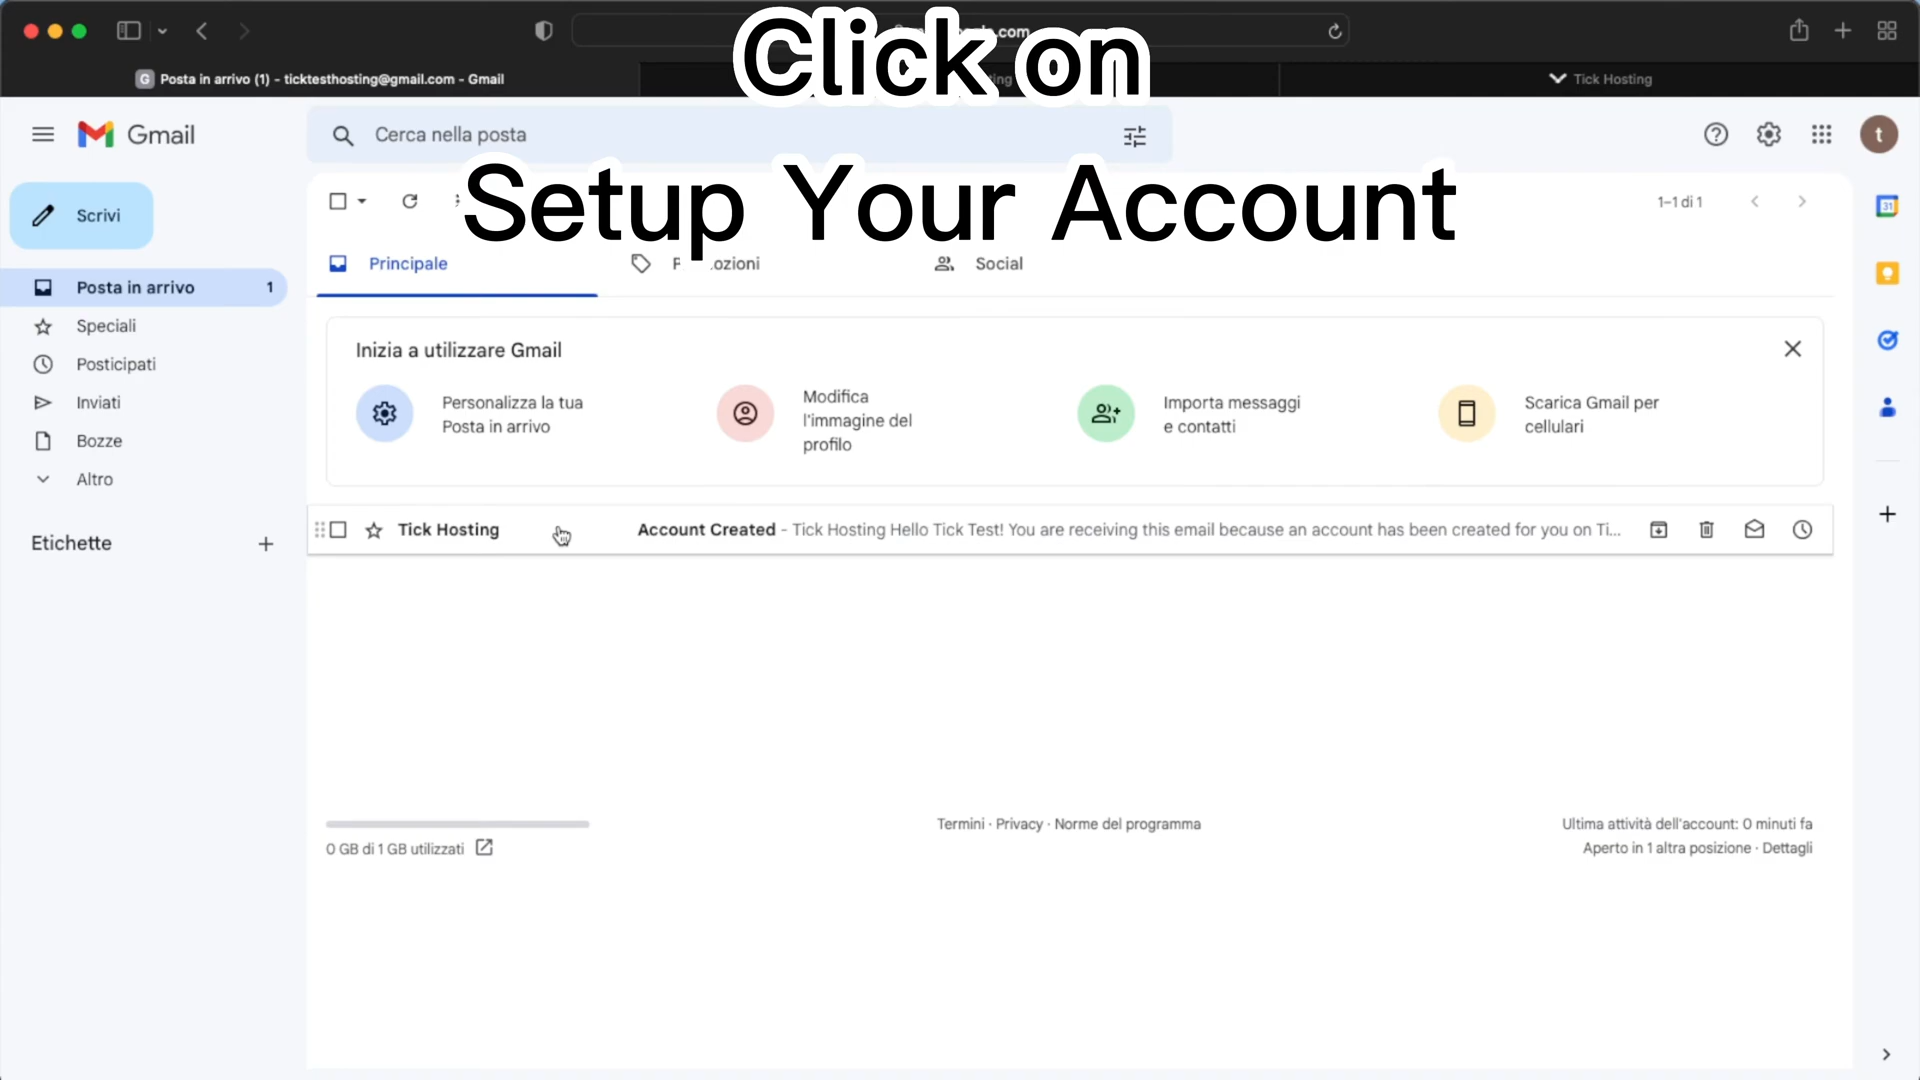 Click on
Setup Your Account
.com
Posta in arrivo (1) - ticktesthosting@gmail.com - Gmail
Tick Hosting
Gmail
Cerca nella posta
Scrivi
1–1 di 1
Principale
Social
Posta in arrivo 1
Speciali
Posticipati
Inviati
Bozze
Altro
Etichette
Inizia a utilizzare Gmail
Personalizza la tua
Posta in arrivo
Modifica
l'immagine del
profilo
Importa messaggi
e contatti
Scarica Gmail per
cellulari
Tick Hosting Account Created - Tick Hosting Hello Tick Test! You are receiving this email because an account has been created for you on Ti...
0 GB di 1 GB utilizzati
Termini · Privacy · Norme del programma
Ultima attività dell'account: 0 minuti fa
Aperto in 1 altra posizione · Dettagli
t
31